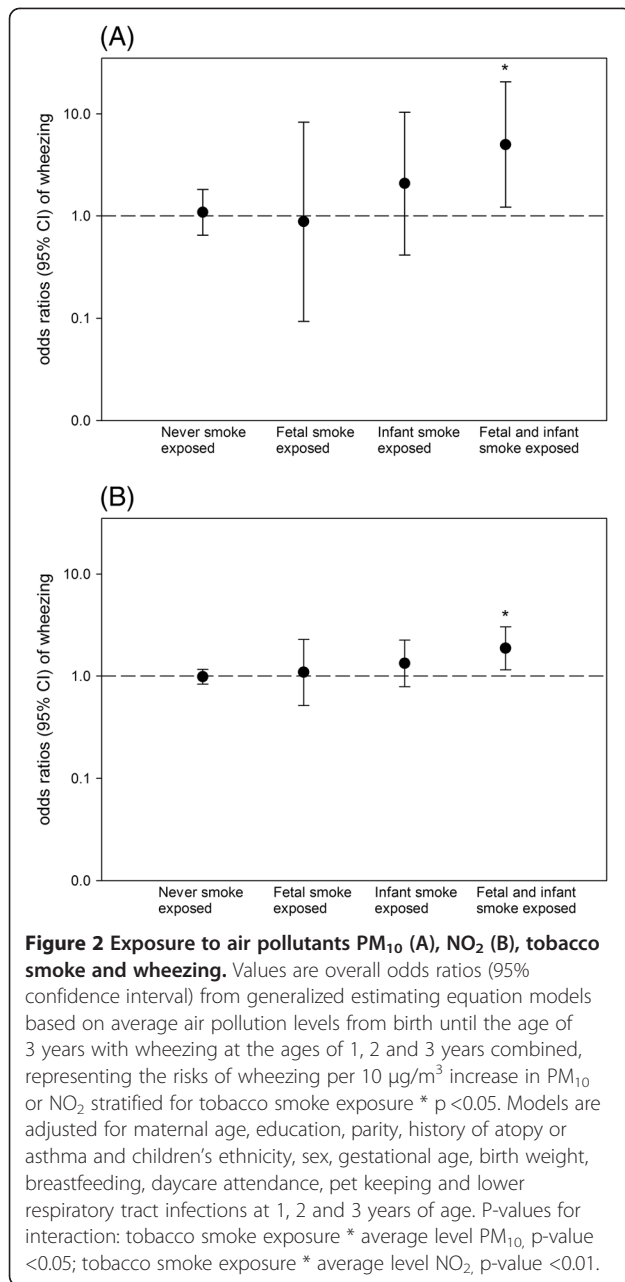 (A)
*
odds ratios (95% CI) of wheezing
10.0
1.0
0.1
0.0
Never smoke exposed
Fetal smoke exposed
Infant smoke exposed
Fetal and infant smoke exposed
(B)
*
odds ratios (95% CI) of wheezing
10.0
1.0
0.1
0.0
Never smoke exposed
Fetal smoke exposed
Infant smoke exposed
Fetal and infant smoke exposed
Figure 2 Exposure to air pollutants PM₁₀ (A), NO₂ (B), tobacco
smoke and wheezing. Values are overall odds ratios (95%
confidence interval) from generalized estimating equation models
based on average air pollution levels from birth until the age of
3 years with wheezing at the ages of 1, 2 and 3 years combined,
representing the risks of wheezing per 10 μg/m³ increase in PM₁₀
or NO₂ stratified for tobacco smoke exposure * p <0.05. Models are
adjusted for maternal age, education, parity, history of atopy or
asthma and children's ethnicity, sex, gestational age, birth weight,
breastfeeding, daycare attendance, pet keeping and lower
respiratory tract infections at 1, 2 and 3 years of age. P-values for
interaction: tobacco smoke exposure * average level PM₁₀, p-value
<0.05; tobacco smoke exposure * average level NO₂, p-value <0.01.